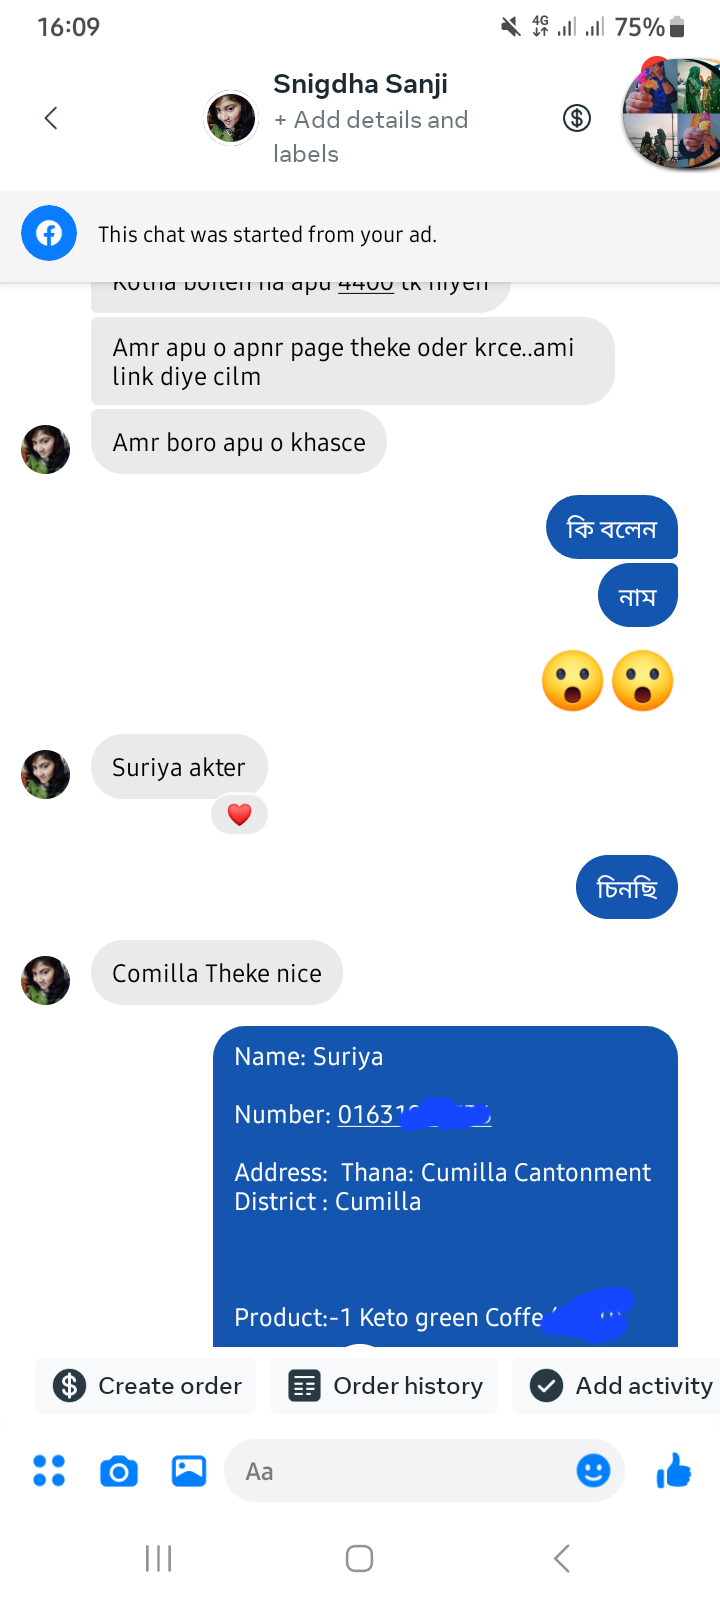 16:09
4G
75%
Snigdha Sanji
+ Add details and
labels
This chat was started from your ad.
Kotha bollen na apu 4400 tk niyen
Amr apu o apnr page theke oder krce..ami
link diye cilm
Amr boro apu o khasce
কি বলেন
নাম
Suriya akter
চিনছি
Comilla Theke nice
Name: Suriya
Number: 01631
Address: Thana: Cumilla Cantonment
District : Cumilla
Product:-1 Keto green Coffe
Create order
Order history
Add activity
Aa